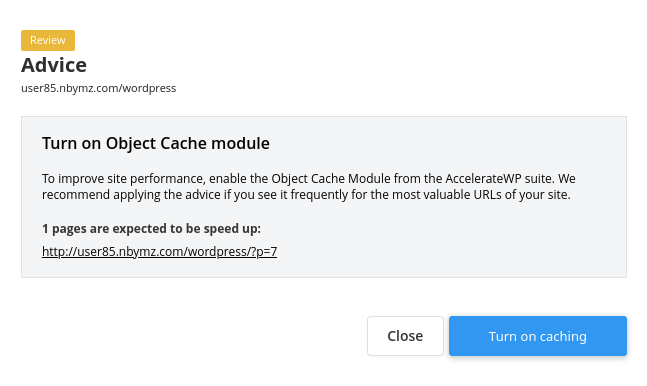 Review
Advice
user85.nbymz.com/wordpress
Turn on Object Cache module
To improve site performance, enable the Object Cache Module from the AccelerateWP suite. We
recommend applying the advice if you see it frequently for the most valuable URLs of your site.
1 pages are expected to be speed up:
http://user85.nbymz.com/wordpress/?p=7
Close
Turn on caching